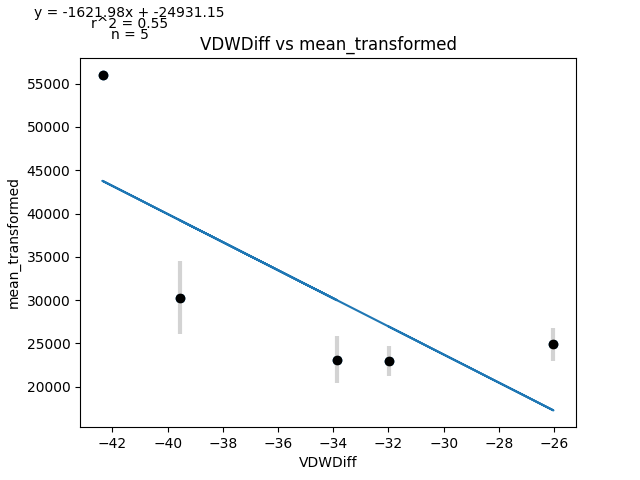 y = -1621.98x + -24931.15
r^2 = 0.55
n = 5
VDWDiff vs mean_transformed
55000
50000
45000
40000
35000
30000
25000
20000
mean_transformed
−42 −40 −38 −36 −34 −32 −30 −28 −26
VDWDiff